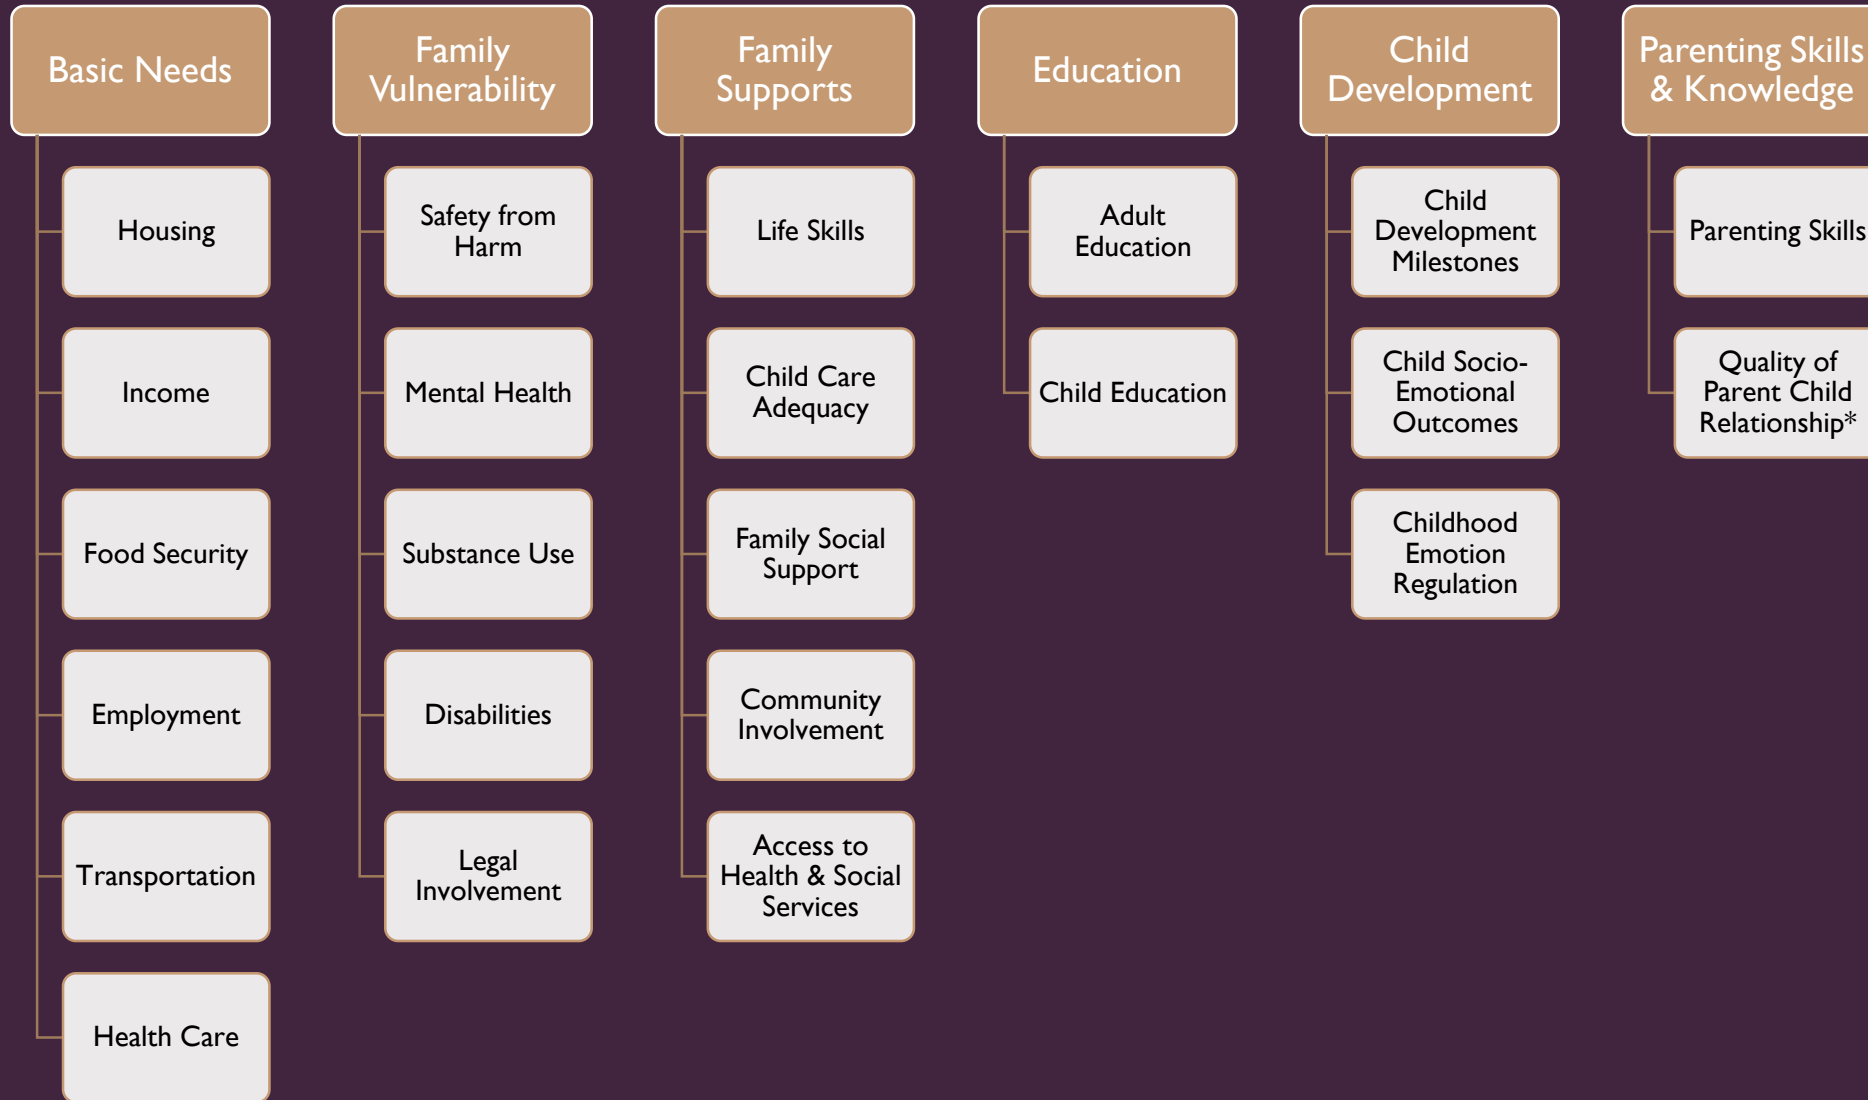 Basic Needs
Housing
Income
Food Security
Employment
Transportation
Health Care
Family
Vulnerability
Safety from
Harm
Mental Health
Substance Use
Disabilities
Legal
Involvement
Family
Supports
Life Skills
Child Care
Adequacy
Family Social
Support
Community
Involvement
Access to
Health & Social
Services
Education
Adult
Education
Child Education
Child
Development
Child
Development
Milestones
Child Socio-
Emotional
Outcomes
Childhood
Emotion
Regulation
Parenting Skills
& Knowledge
Parenting Skills
Quality of
Parent Child
Relationship*